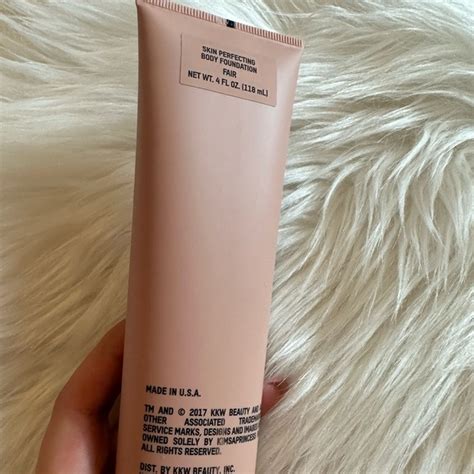 SKIN PERFECTING
BODY FOUNDATION
FAIR
NET WT. 4 FL OZ. (118 mL)
MADE IN U.S.A.
TM AND © 2017 KKW BEAUTY AND
OTHER ASSOCIATED
SERVICE MARKS, DESIGNS AND
OWNED SOLELY BY KIMSAPRINCESS
ALL RIGHTS RESERVED.
DIST. BY KKW BEAUTY, INC.